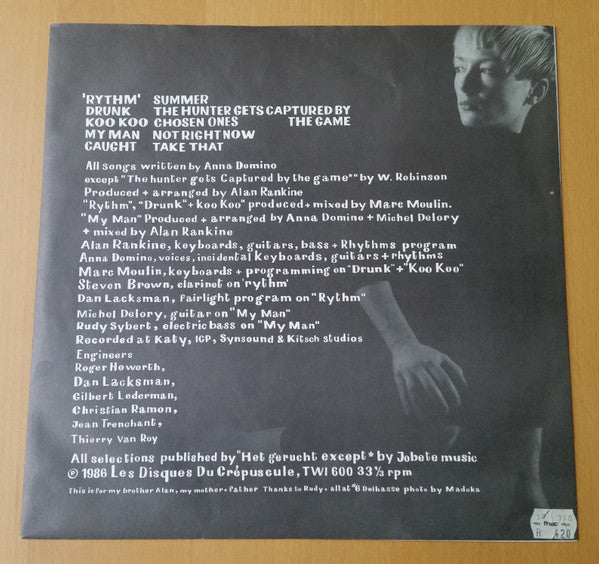 'RYTHM' SUMMER
DRUNK THE HUNTER GETS CAPTURED BY
KOO KOO CHOSEN ONES THE GAME
MY MAN NOT RIGHT NOW
CAUGHT TAKE THAT
All songs written by Anna Domino
except "The hunter gets Captured by the game*" by W. Robinson
Produced + arranged by Alan Rankine
"Rythm", "Drunk"+ Koo Koo" produced+mixed by Marc Moulin.
"My Man" Produced + arranged by Anna Domino + Michel Delory
+ mixed by Alan Rankine
Alan Rankine, keyboards, guitars, bass + Rhythms program
Anna Domino, voices, incidental Keyboards, guitars + rhythms
Marc Moulin, keyboards + programming on "Drunk"+"Koo Koo"
Steven Brown, clarinet on 'rythm'
Dan Lacksman, fairlight program on "Rythm"
Michel Delory, guitar on "My Man"
Rudy Sybert, electric bass on "My Man"
Recorded at Katy, ICP, Synsound & Kitsch studios
Engineers
Roger Howorth,
Dan Lacksman,
Gilbert Lederman,
Christian Ramon,
Jean Trenchant,
Thierry Van Roy
All selections published by "Het gerucht except* by Jobete music
℗ 1986 Les Disques Du Crépuscule, TWI 600 33⅓ rpm
This is for my brother Alan, my mother+ father Thanks to Rudy+ all at #6 Dolhasse photo by Madoka
fnac
420